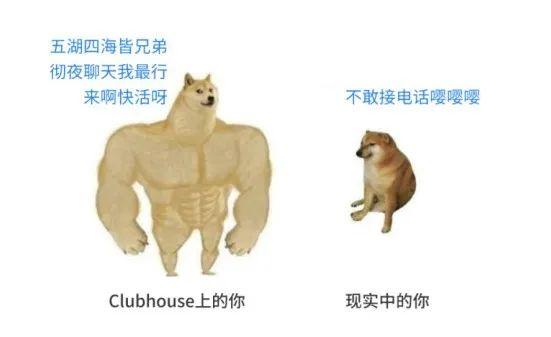 五湖四海皆兄弟
彻夜聊天我最行
来啊快活呀
不敢接电话嘤嘤嘤
Clubhouse上的你
现实中的你